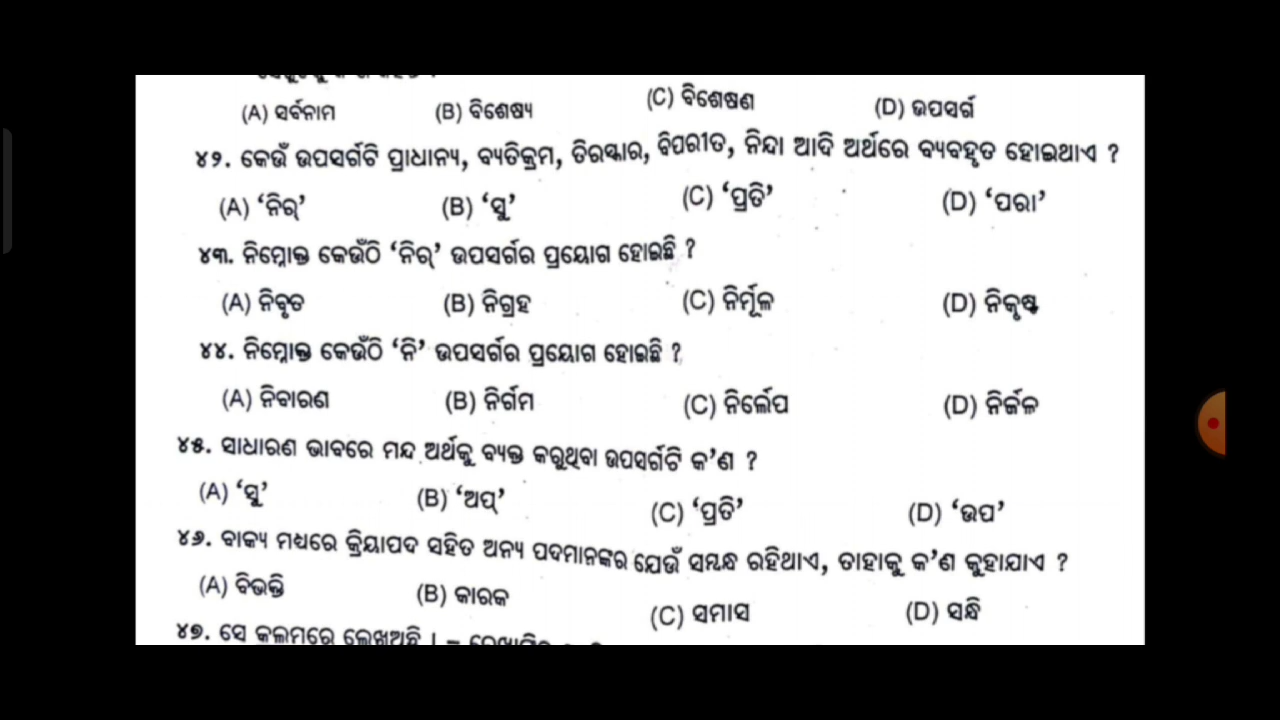 (A) ସର୍ବନାମ (B) ବିଶେଷ୍ୟ (C) ବିଶେଷଣ (D) ଉପସର୍ଗ
୪୨. କେଉଁ ଉପସର୍ଗଟି ପ୍ରାଧାନ୍ୟ, ବ୍ୟତିକ୍ରମ, ତିରସ୍କାର, ବିପରୀତ, ନିନ୍ଦା ଆଦି ଅର୍ଥରେ ବ୍ୟବହୃତ ହୋଇଥାଏ ?
(A) ‘ନିର୍’ (B) ‘ସୁ’ (C) ‘ପ୍ରତି’ (D) ‘ପରା’
୪୩. ନିମ୍ନୋକ୍ତ କେଉଁଠି ‘ନିର୍’ ଉପସର୍ଗର ପ୍ରୟୋଗ ହୋଇଛି ?
(A) ନିବୃତ (B) ନିଗ୍ରହ (C) ନିର୍ମୂଳ (D) ନିକୃଷ୍ଟ
୪୪. ନିମ୍ନୋକ୍ତ କେଉଁଠି ‘ନି’ ଉପସର୍ଗର ପ୍ରୟୋଗ ହୋଇଛି ?
(A) ନିବାରଣ (B) ନିର୍ଗମ (C) ନିର୍ଲେପ (D) ନିର୍ଜଳ
୪୫. ସାଧାରଣ ଭାବରେ ମନ୍ଦ ଅର୍ଥକୁ ବ୍ୟକ୍ତ କରୁଥିବା ଉପସର୍ଗଟି କ’ଣ ?
(A) ‘ସୁ’ (B) ‘ଅପ୍’ (C) ‘ପ୍ରତି’ (D) ‘ଉପ’
୪୬. ବାକ୍ୟ ମଧ୍ୟରେ କ୍ରିୟାପଦ ସହିତ ଅନ୍ୟ ପଦମାନଙ୍କର ଯେଉଁ ସମ୍ବନ୍ଧ ରହିଥାଏ, ତାହାକୁ କ’ଣ କୁହାଯାଏ ?
(A) ବିଭକ୍ତି (B) କାରକ (C) ସମାସ (D) ସନ୍ଧି
୪୭. ସେ କଲମରେ ଲେଖୁଅଛି । –